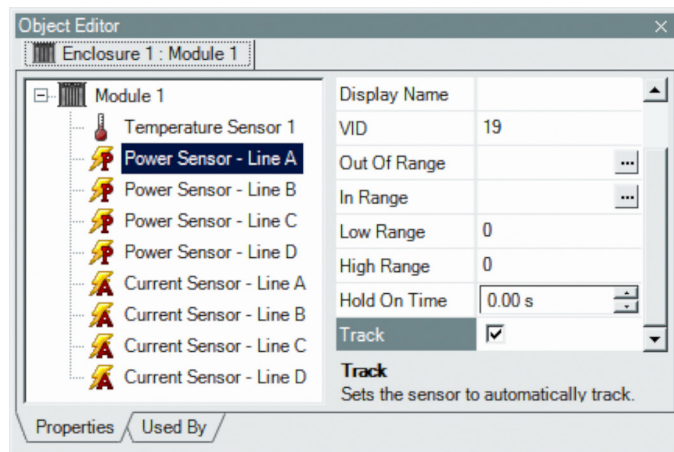 Object Editor
Enclosure 1 : Module 1
Module 1
Temperature Sensor 1
Power Sensor - Line A
Power Sensor - Line B
Power Sensor - Line C
Power Sensor - Line D
Current Sensor - Line A
Current Sensor - Line B
Current Sensor - Line C
Current Sensor - Line D
Display Name
VID 19
Out Of Range ...
In Range ...
Low Range 0
High Range 0
Hold On Time 0.00 s
Track
Track
Sets the sensor to automatically track.
Properties
Used By